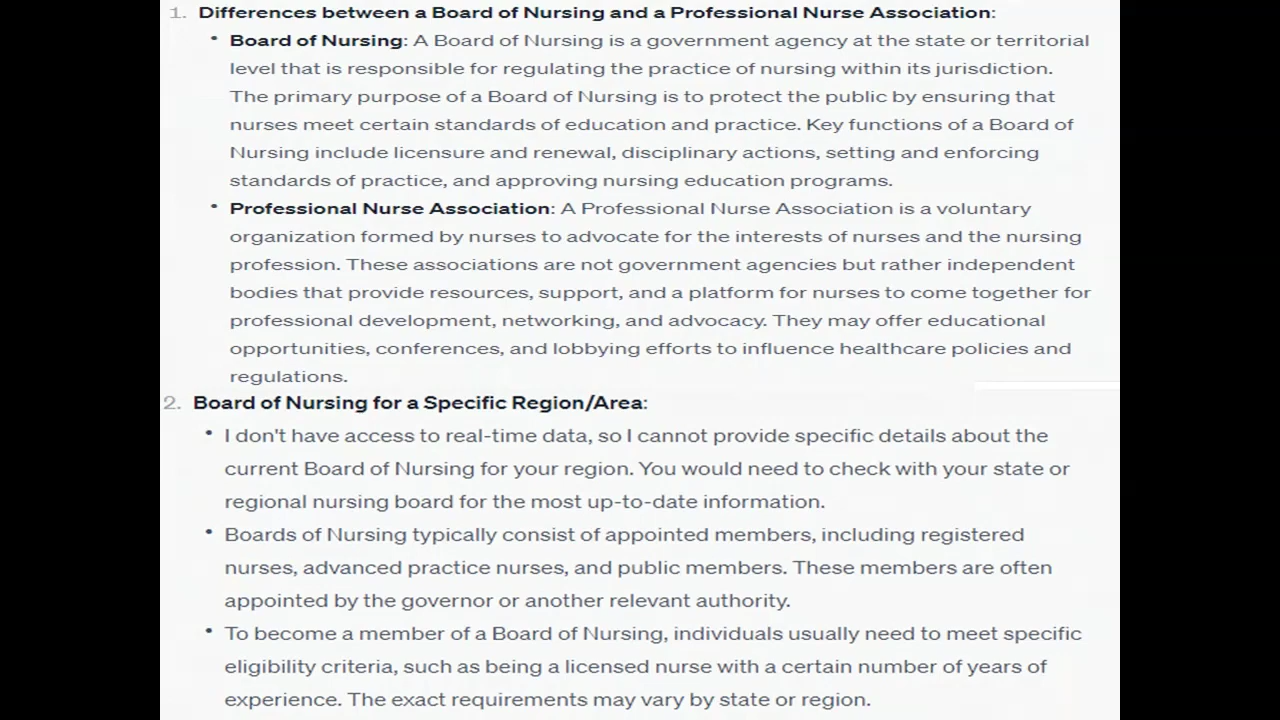 1. Differences between a Board of Nursing and a Professional Nurse Association:
• Board of Nursing: A Board of Nursing is a government agency at the state or territorial
level that is responsible for regulating the practice of nursing within its jurisdiction.
The primary purpose of a Board of Nursing is to protect the public by ensuring that
nurses meet certain standards of education and practice. Key functions of a Board of
Nursing include licensure and renewal, disciplinary actions, setting and enforcing
standards of practice, and approving nursing education programs.
• Professional Nurse Association: A Professional Nurse Association is a voluntary
organization formed by nurses to advocate for the interests of nurses and the nursing
profession. These associations are not government agencies but rather independent
bodies that provide resources, support, and a platform for nurses to come together for
professional development, networking, and advocacy. They may offer educational
opportunities, conferences, and lobbying efforts to influence healthcare policies and
regulations.
2. Board of Nursing for a Specific Region/Area:
• I don't have access to real-time data, so I cannot provide specific details about the
current Board of Nursing for your region. You would need to check with your state or
regional nursing board for the most up-to-date information.
• Boards of Nursing typically consist of appointed members, including registered
nurses, advanced practice nurses, and public members. These members are often
appointed by the governor or another relevant authority.
• To become a member of a Board of Nursing, individuals usually need to meet specific
eligibility criteria, such as being a licensed nurse with a certain number of years of
experience. The exact requirements may vary by state or region.